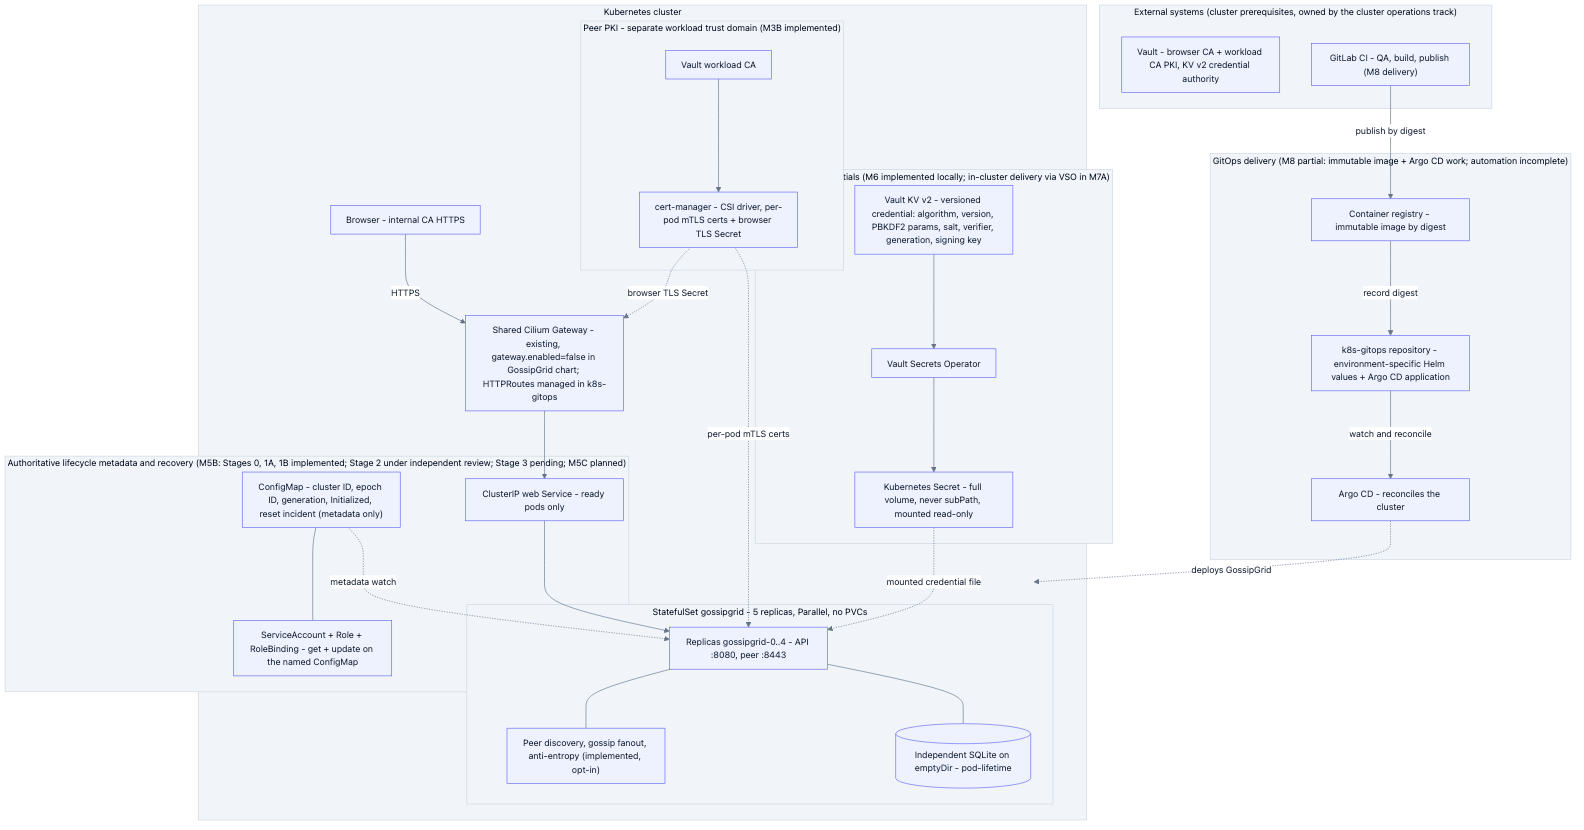 Kubernetes cluster
External systems (cluster prerequisites, owned by the cluster operations track)
Peer PKI - separate workload trust domain (M3B implemented)
Vault workload CA
Vault - browser CA + workload
CA PKI, KV v2 credential
authority
GitLab CI - QA, build, publish
(M8 delivery)
publish by digest
GitOps delivery (M8 partial: immutable image + Argo CD work; automation incomplete)
(M6 implemented locally; in-cluster delivery via VSO in M7A)
Browser - internal CA HTTPS
cert-manager - CSI driver, per-
pod mTLS certs + browser
TLS Secret
Vault KV v2 - versioned
credential: algorithm, version,
PBKDF2 params, salt, verifier,
generation, signing key
Container registry -
immutable image by digest
HTTPS
browser TLS Secret
record digest
Shared Cilium Gateway -
existing,
gateway.enabled=false in
GossipGrid chart;
HTTPRoutes managed in k8s-
gitops
Vault Secrets Operator
k8s-gitops repository -
environment-specific Helm
values + Argo CD application
per-pod mTLS certs
watch and reconcile
Authoritative lifecycle metadata and recovery (M5B: Stages 0, 1A, 1B implemented; Stage 2 under independent review; Stage 3 pending; M5C planned)
ConfigMap - cluster ID, epoch
ID, generation, Initialized,
reset incident (metadata only)
ClusterIP web Service - ready
pods only
Kubernetes Secret - full
volume, never subPath,
mounted read-only
Argo CD - reconciles the
cluster
metadata watch
mounted credential file
deploys GossipGrid
StatefulSet gossipgrid - 5 replicas, Parallel, no PVCs
ServiceAccount + Role +
RoleBinding - get + update on
the named ConfigMap
Replicas gossipgrid-0..4 - API
:8080, peer :8443
Peer discovery, gossip fanout,
anti-entropy (implemented,
opt-in)
Independent SQLite on
emptyDir - pod-lifetime